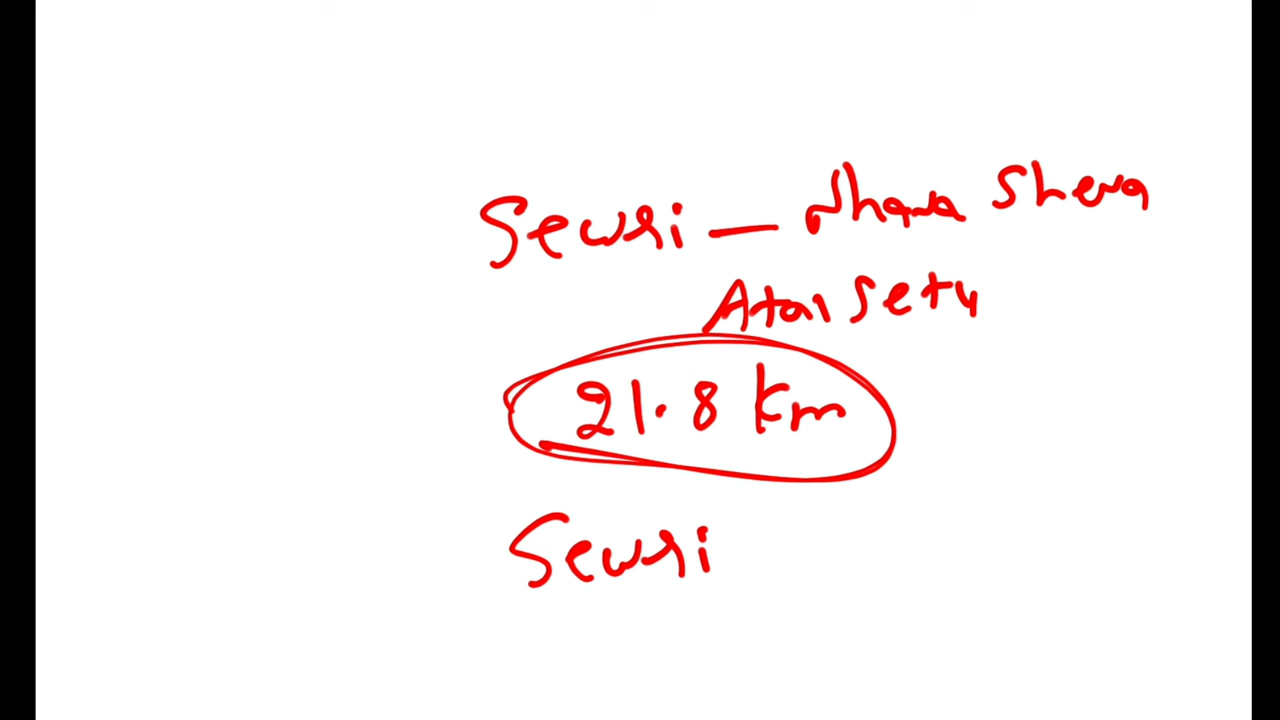 Sewri — Nhava Sheva
Atal Setu
21.8 km
Sewri